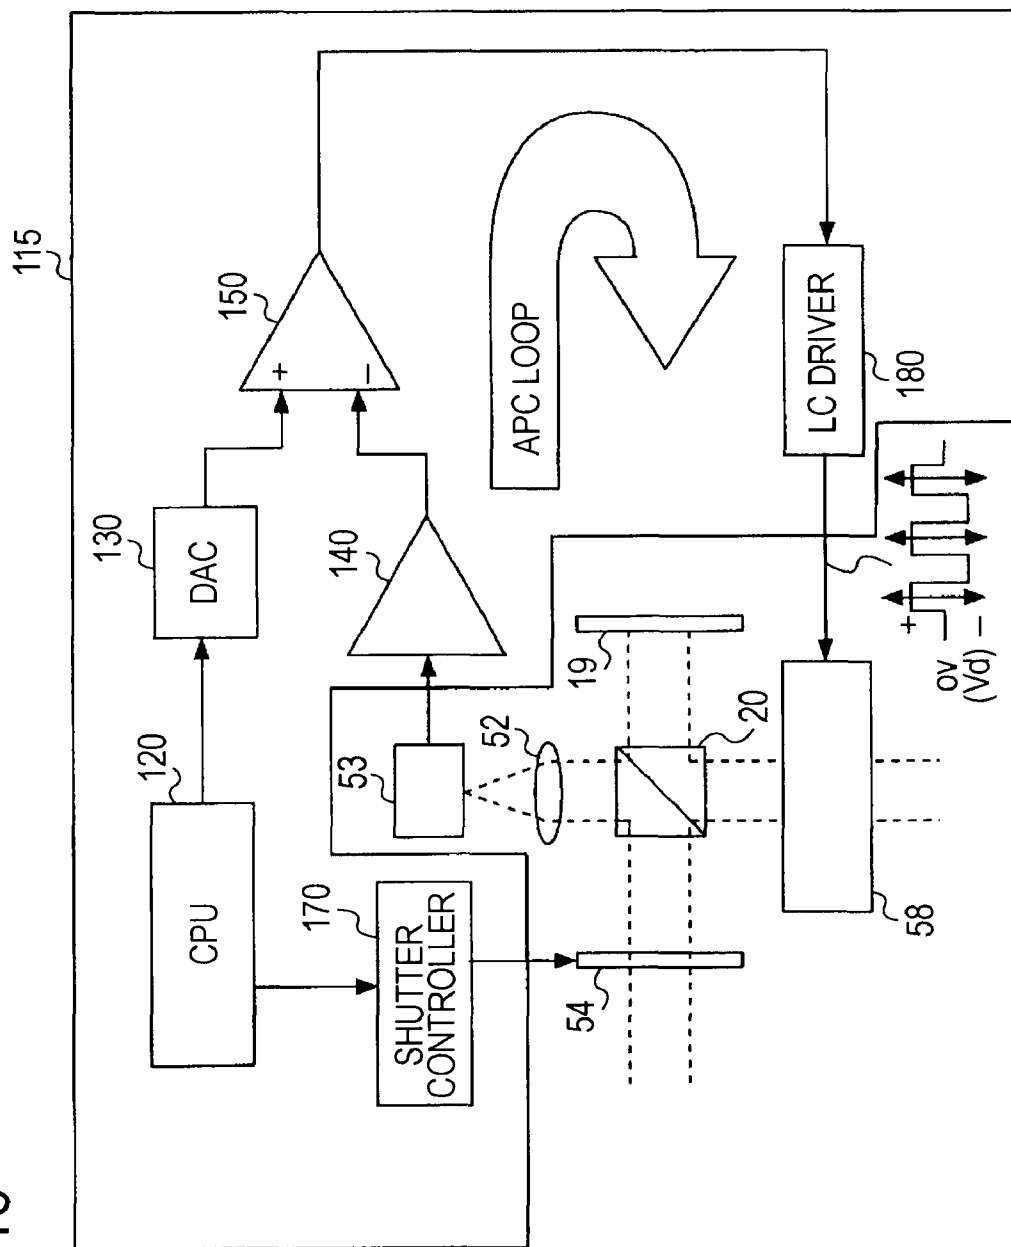 115
130
120
CPU
DAC
150
+
−
170
53
140
SHUTTER
CONTROLLER
52
APC LOOP
54
19
20
LC DRIVER
58
180
+
ov
(Vd) −